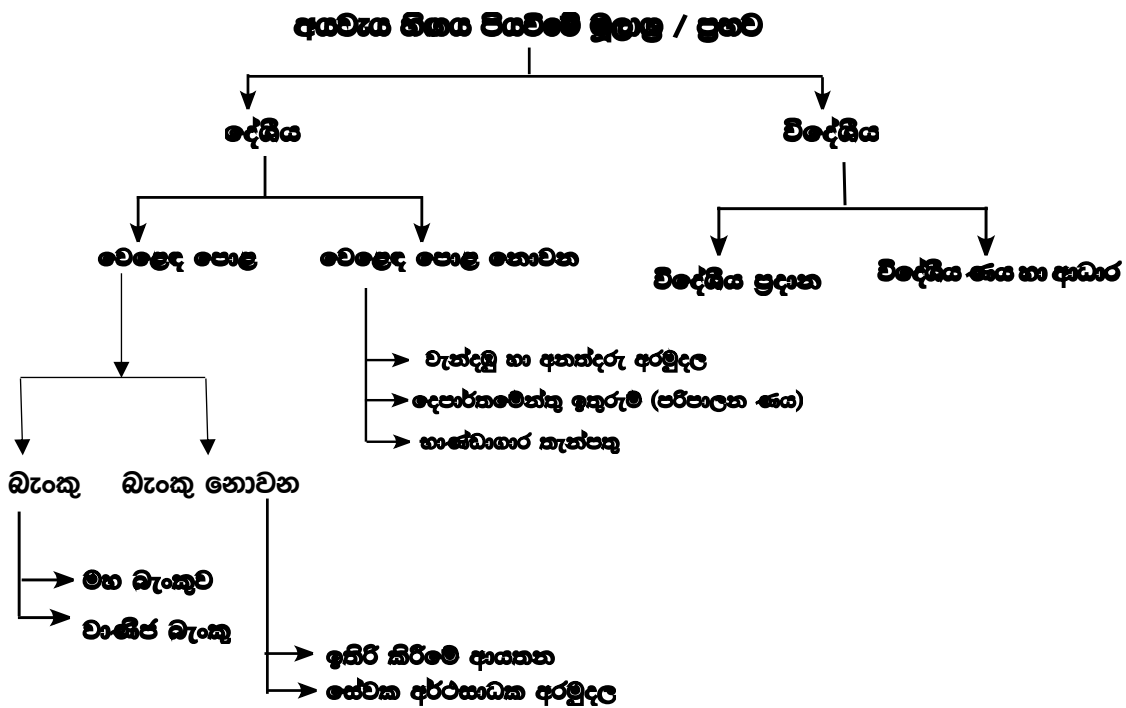 අයවැය හිඟය පියවීමේ මූලාශ්‍ර / ප්‍රභව
දේශීය
විදේශීය
වෙළෙඳ පොළ
වෙළෙඳ පොළ නොවන
විදේශීය ප්‍රදාන
විදේශීය ණය හා ආධාර
වැන්දඹු හා අනත්දරු අරමුදල
දෙපාර්තමේන්තු ඉතුරුම් (පරිපාලන ණය)
භාණ්ඩාගාර තැන්පතු
බැංකු
බැංකු නොවන
මහ බැංකුව
වාණිජ බැංකු
ඉතිරි කිරීමේ ආයතන
සේවක අර්ථසාධක අරමුදල